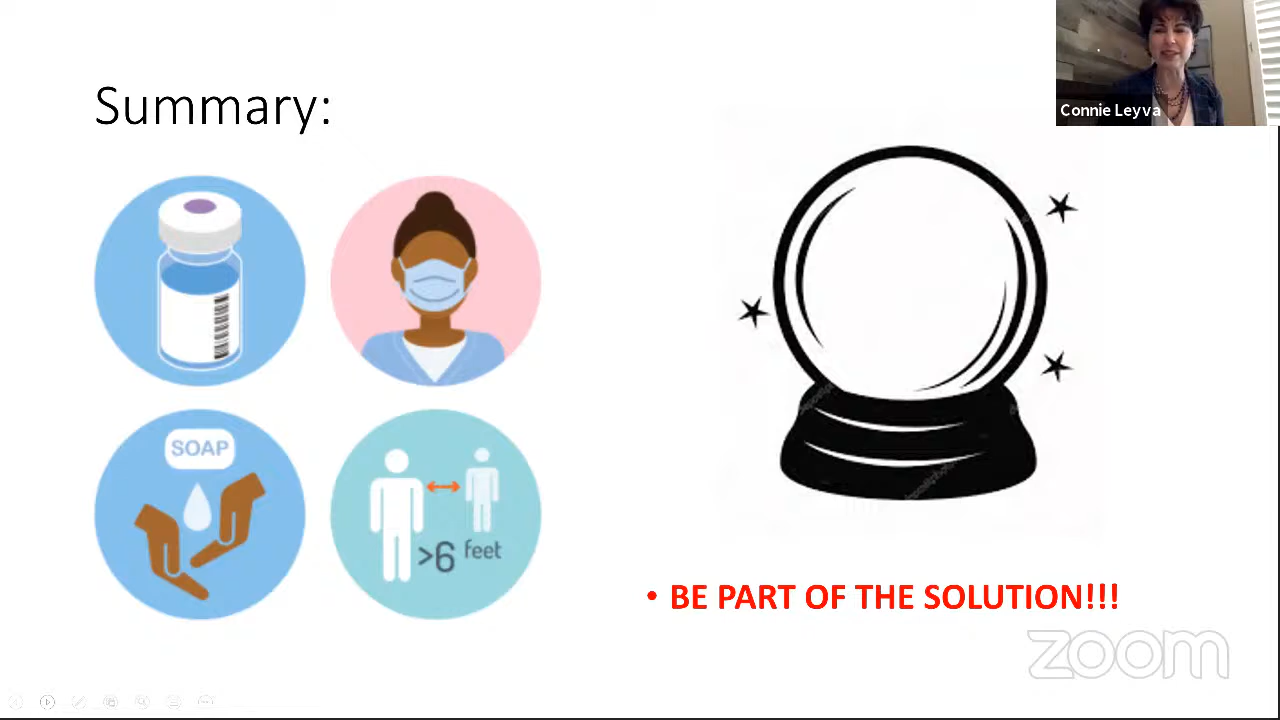 Connie Leyva
Summary:
SOAP
>6 feet
• BE PART OF THE SOLUTION!!!
zoom